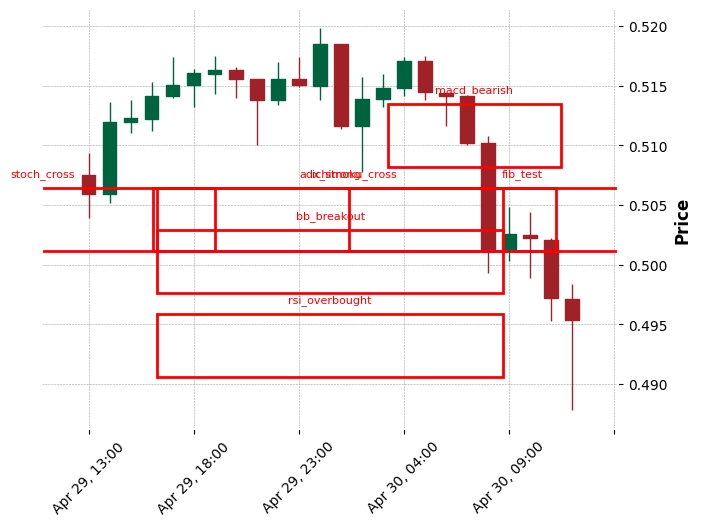 0.520
0.515
macd_bearish
0.510
stoch_cross
fib_test
0.505
bb_breakout
Price
0.500
rsi_overbought
0.495
0.490
Apr 29, 13:00
Apr 29, 18:00
Apr 29, 23:00
Apr 30, 04:00
Apr 30, 09:00